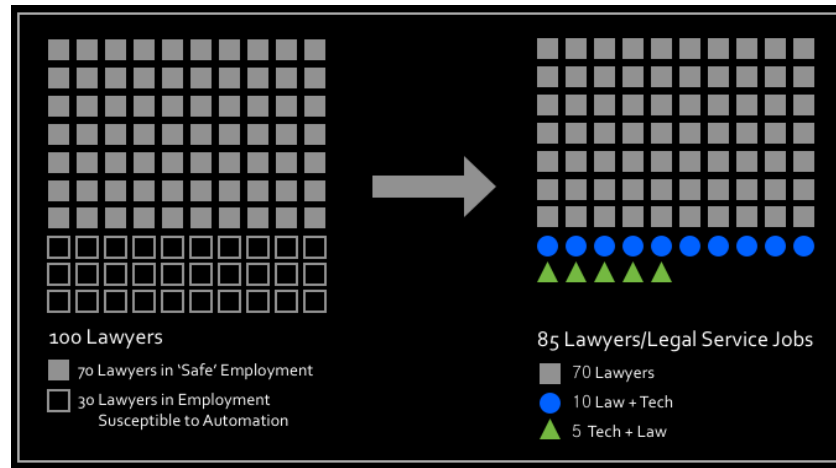 100 Lawyers
70 Lawyers in 'Safe' Employment
30 Lawyers in Employment
Susceptible to Automation
85 Lawyers/Legal Service Jobs
70 Lawyers
10 Law + Tech
5 Tech + Law